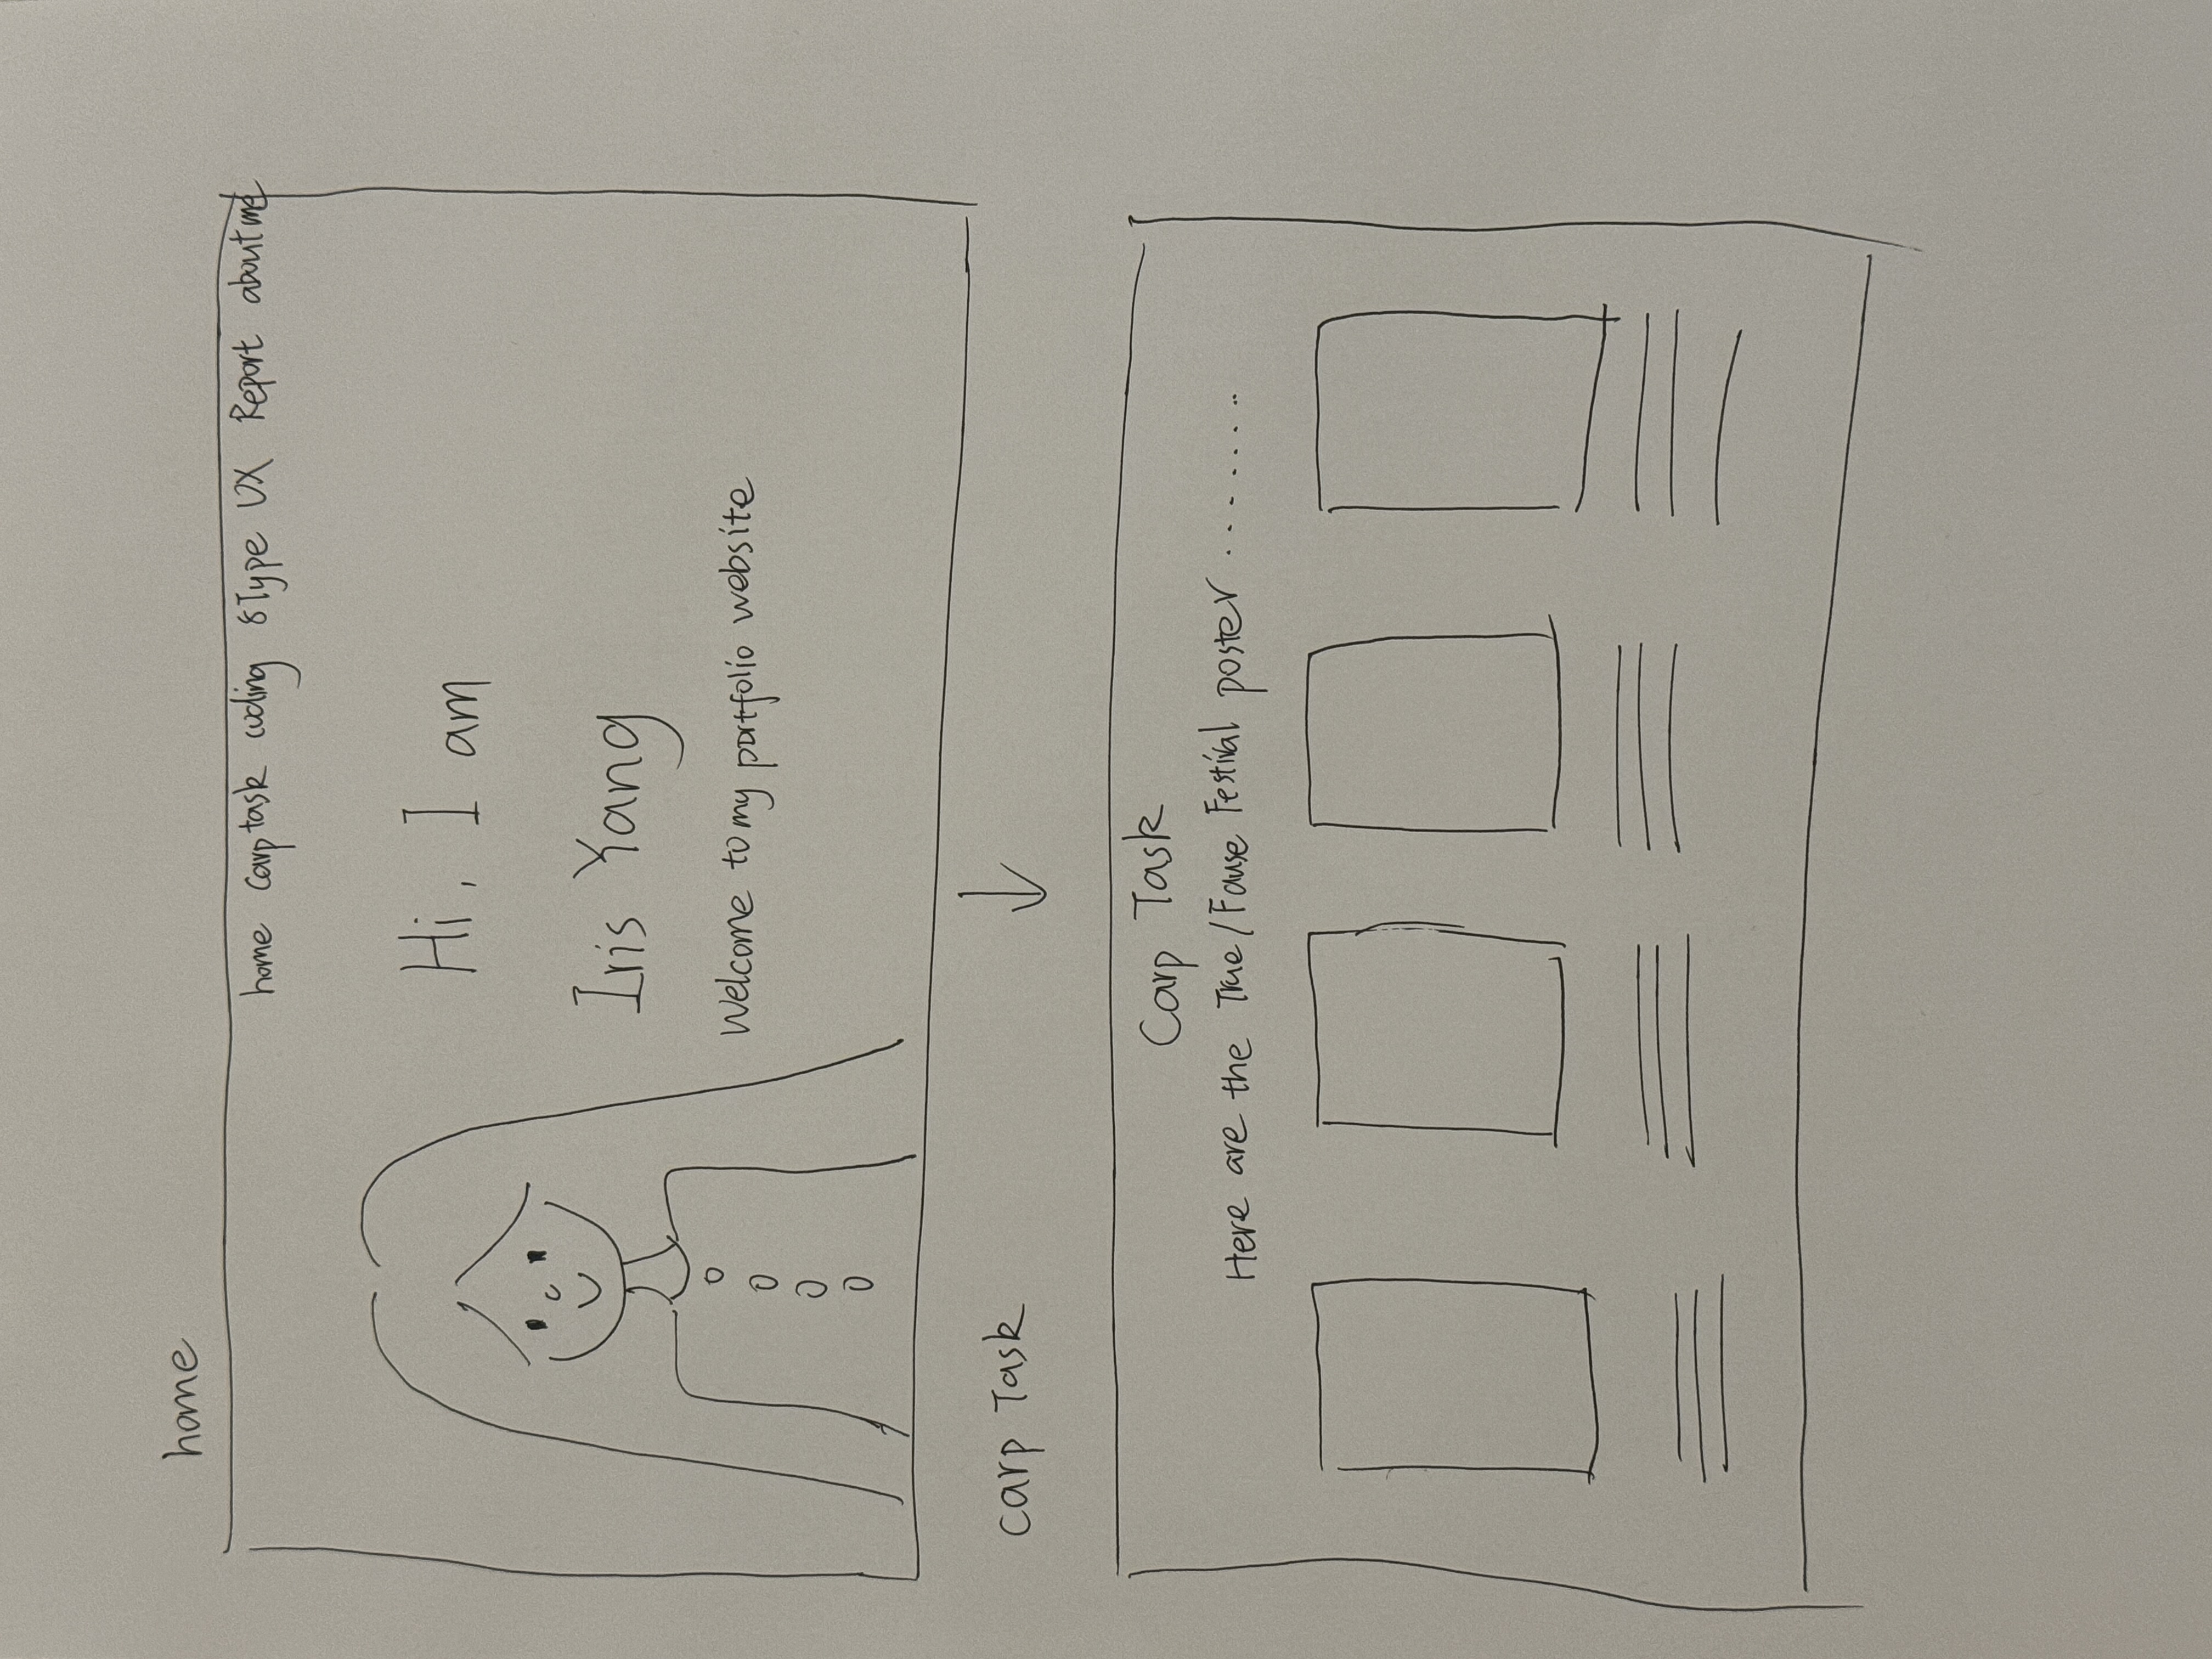 home
home Carp task coding 8Type UX Report about me
Hi, I am
Iris Yang
Welcome to my portfolio website
Carp Task
Carp Task
Here are the True/Fause Festival poster ........